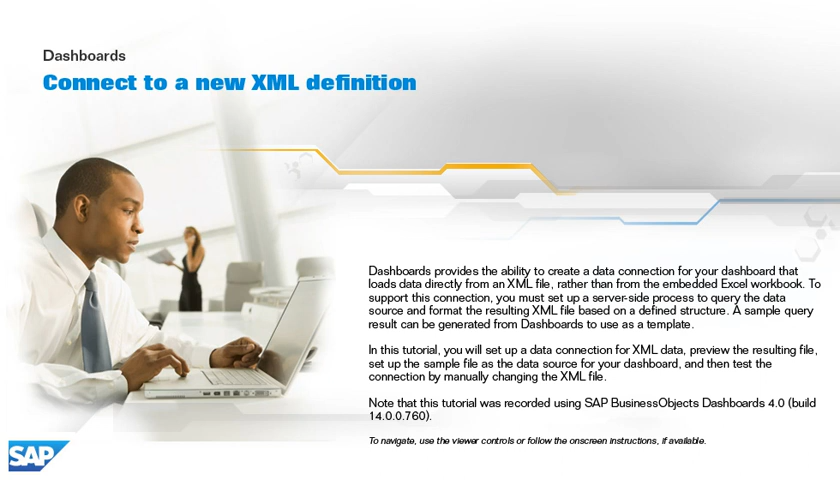 Dashboards
Connect to a new XML definition
Dashboards provides the ability to create a data connection for your dashboard that
loads data directly from an XML file, rather than from the embedded Excel workbook. To
support this connection, you must set up a server-side process to query the data
source and format the resulting XML file based on a defined structure. A sample query
result can be generated from Dashboards to use as a template.
In this tutorial, you will set up a data connection for XML data, preview the resulting file,
set up the sample file as the data source for your dashboard, and then test the
connection by manually changing the XML file.
Note that this tutorial was recorded using SAP BusinessObjects Dashboards 4.0 (build
14.0.0.760).
To navigate, use the viewer controls or follow the onscreen instructions, if available.
SAP